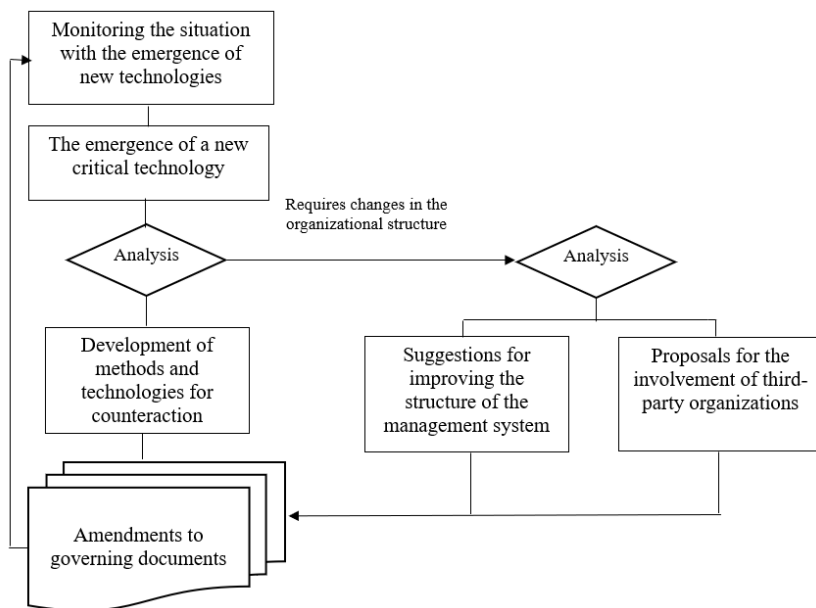 Monitoring the situation
with the emergence of
new technologies
The emergence of a new
critical technology
Requires changes in the
organizational structure
Analysis
Analysis
Development of
methods and
technologies for
counteraction
Suggestions for
improving the
structure of the
management system
Proposals for the
involvement of third-
party organizations
Amendments to
governing documents